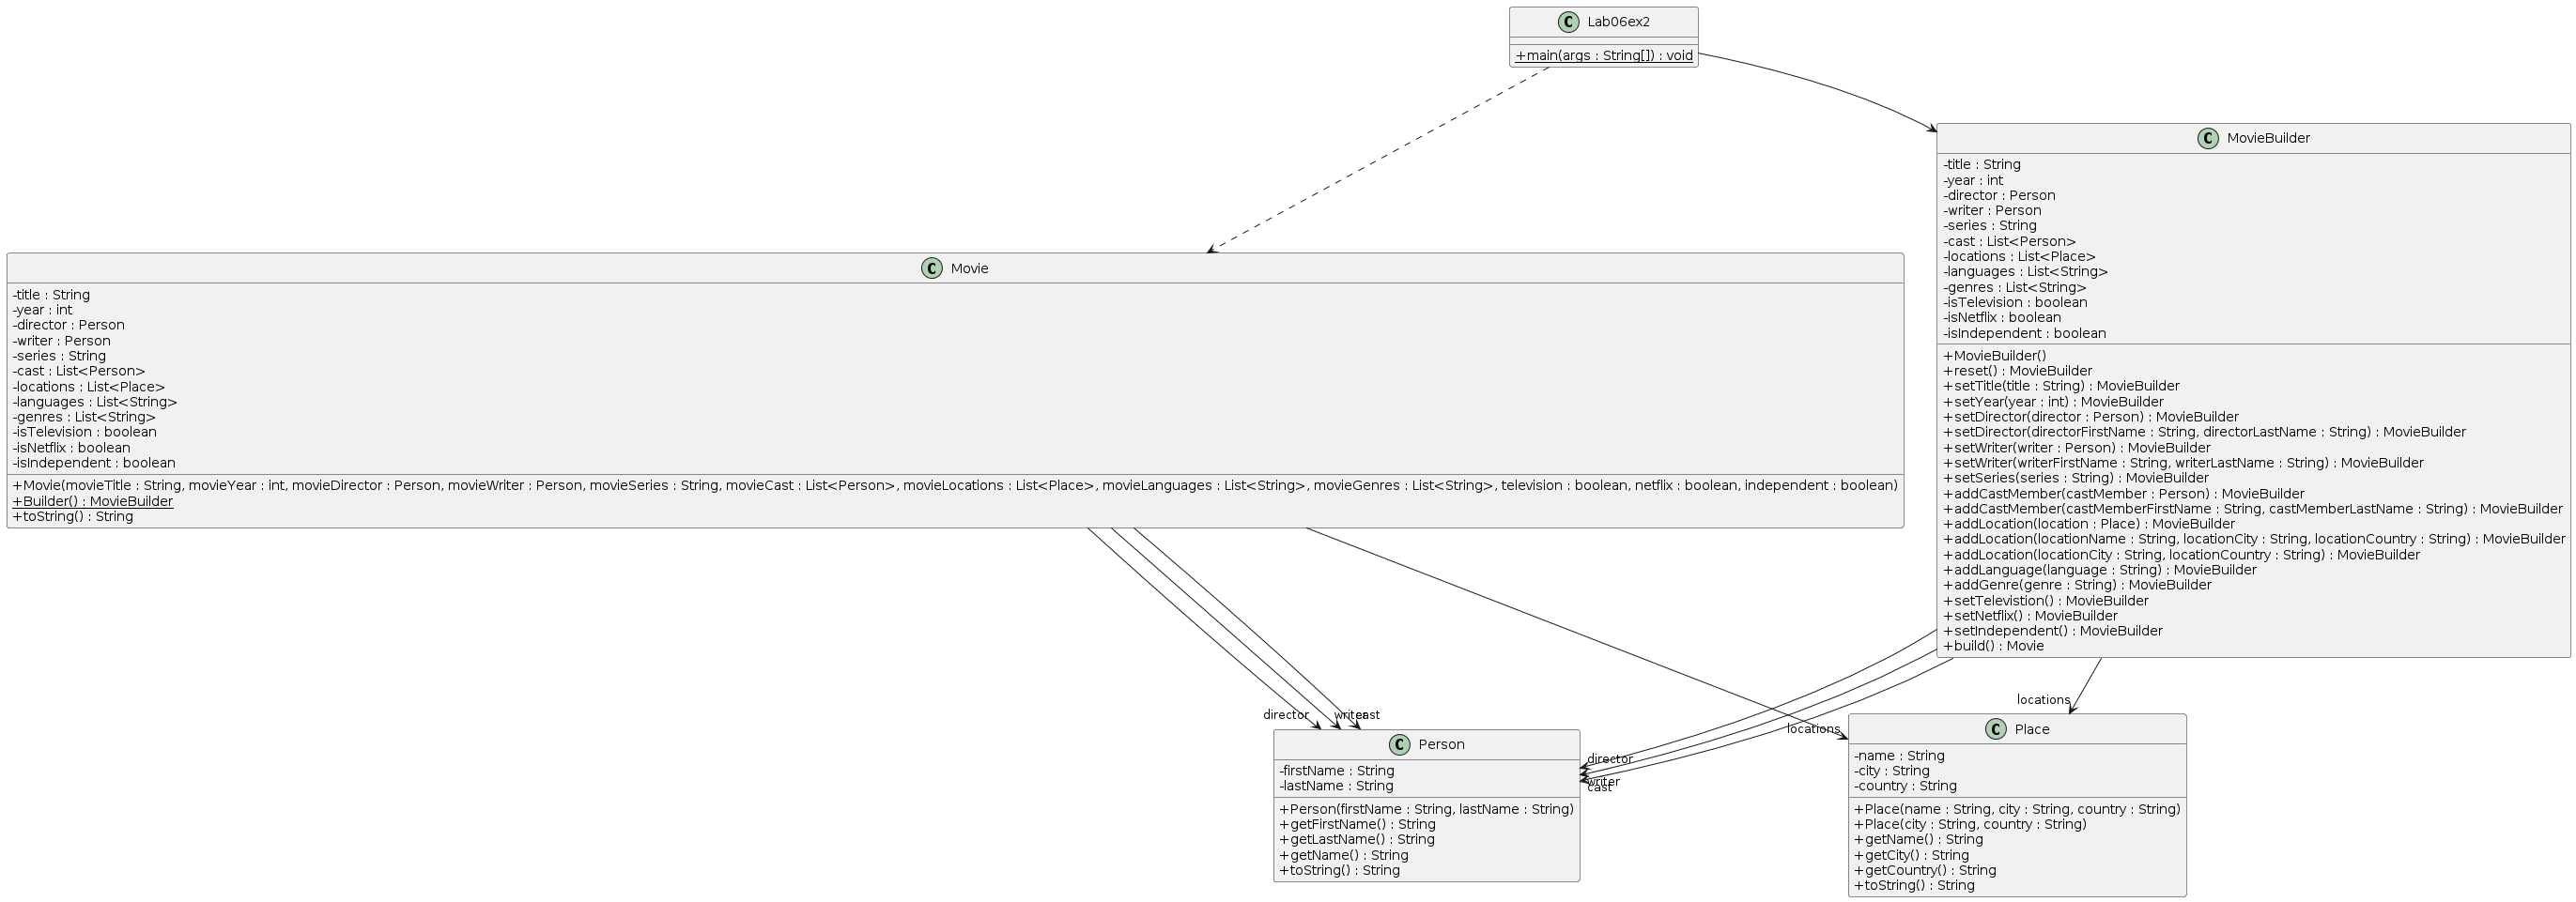 C Lab06ex2
+main(args : String[]) : void
C MovieBuilder
-title : String
-year : int
-director : Person
-writer : Person
-series : String
-cast : List<Person>
-locations : List<Place>
-languages : List<String>
-genres : List<String>
-isTelevision : boolean
-isNetflix : boolean
-isIndependent : boolean
+MovieBuilder()
+reset() : MovieBuilder
+setTitle(title : String) : MovieBuilder
+setYear(year : int) : MovieBuilder
+setDirector(director : Person) : MovieBuilder
+setDirector(directorFirstName : String, directorLastName : String) : MovieBuilder
+setWriter(writer : Person) : MovieBuilder
+setWriter(writerFirstName : String, writerLastName : String) : MovieBuilder
+setSeries(series : String) : MovieBuilder
+addCastMember(castMember : Person) : MovieBuilder
+addCastMember(castMemberFirstName : String, castMemberLastName : String) : MovieBuilder
+addLocation(location : Place) : MovieBuilder
+addLocation(locationName : String, locationCity : String, locationCountry : String) : MovieBuilder
+addLocation(locationCity : String, locationCountry : String) : MovieBuilder
+addLanguage(language : String) : MovieBuilder
+addGenre(genre : String) : MovieBuilder
+setTelevistion() : MovieBuilder
+setNetflix() : MovieBuilder
+setIndependent() : MovieBuilder
+build() : Movie
C Movie
-title : String
-year : int
-director : Person
-writer : Person
-series : String
-cast : List<Person>
-locations : List<Place>
-languages : List<String>
-genres : List<String>
-isTelevision : boolean
-isNetflix : boolean
-isIndependent : boolean
+Movie(movieTitle : String, movieYear : int, movieDirector : Person, movieWriter : Person, movieSeries : String, movieCast : List<Person>, movieLocations : List<Place>, movieLanguages : List<String>, movieGenres : List<String>, television : boolean, netflix : boolean, independent : boolean)
+Builder() : MovieBuilder
+toString() : String
director
writer
cast
locations
locations
director
writer
cast
C Person
-firstName : String
-lastName : String
+Person(firstName : String, lastName : String)
+getFirstName() : String
+getLastName() : String
+getName() : String
+toString() : String
C Place
-name : String
-city : String
-country : String
+Place(name : String, city : String, country : String)
+Place(city : String, country : String)
+getName() : String
+getCity() : String
+getCountry() : String
+toString() : String